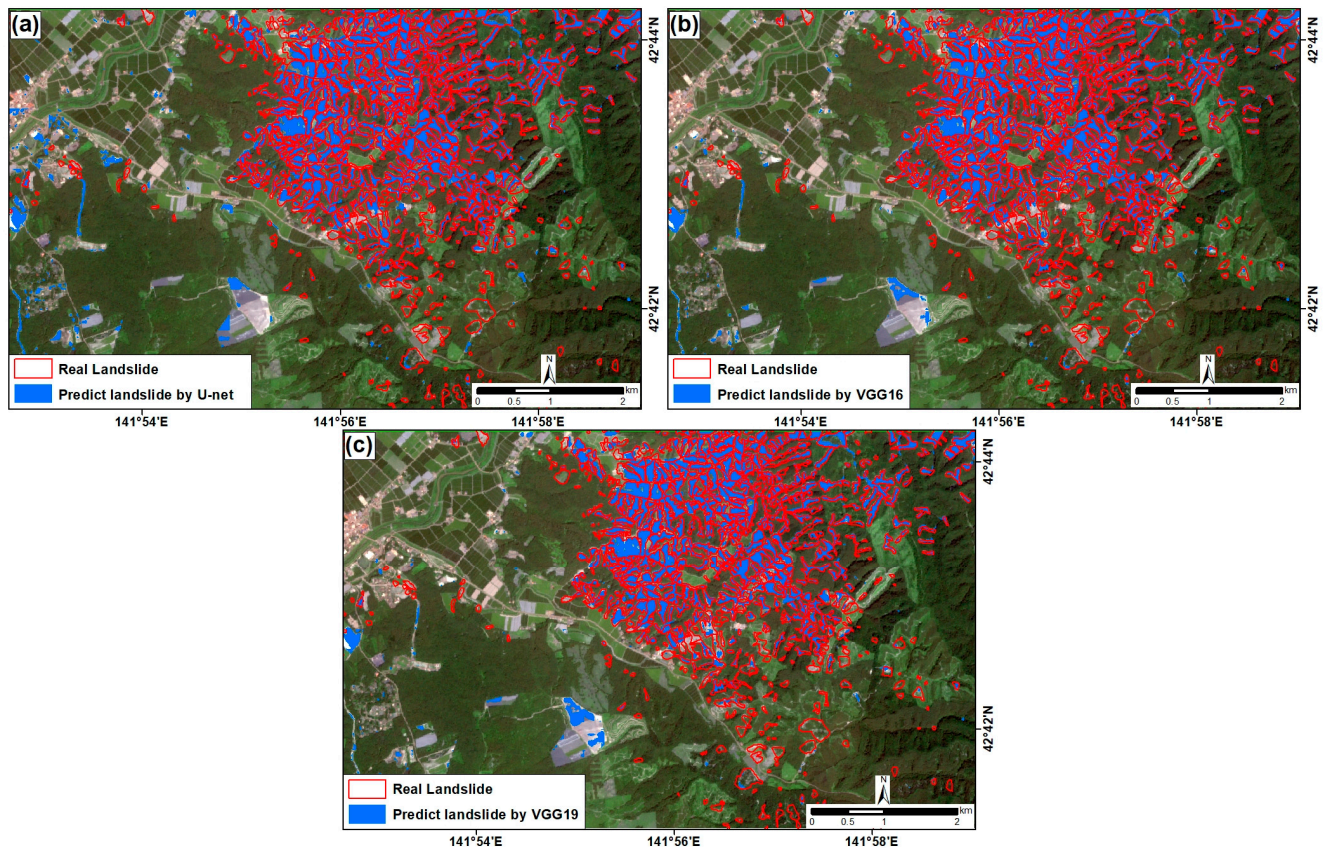 (a)
42°44'N
42°42'N
Real Landslide
Predict landslide by U-net
N
km
0 0.5 1 2
141°54'E 141°56'E 141°58'E
(b)
42°44'N
42°42'N
Real Landslide
Predict landslide by VGG16
N
km
0 0.5 1 2
141°54'E 141°56'E 141°58'E
(c)
42°44'N
42°42'N
Real Landslide
Predict landslide by VGG19
N
km
0 0.5 1 2
141°54'E 141°56'E 141°58'E